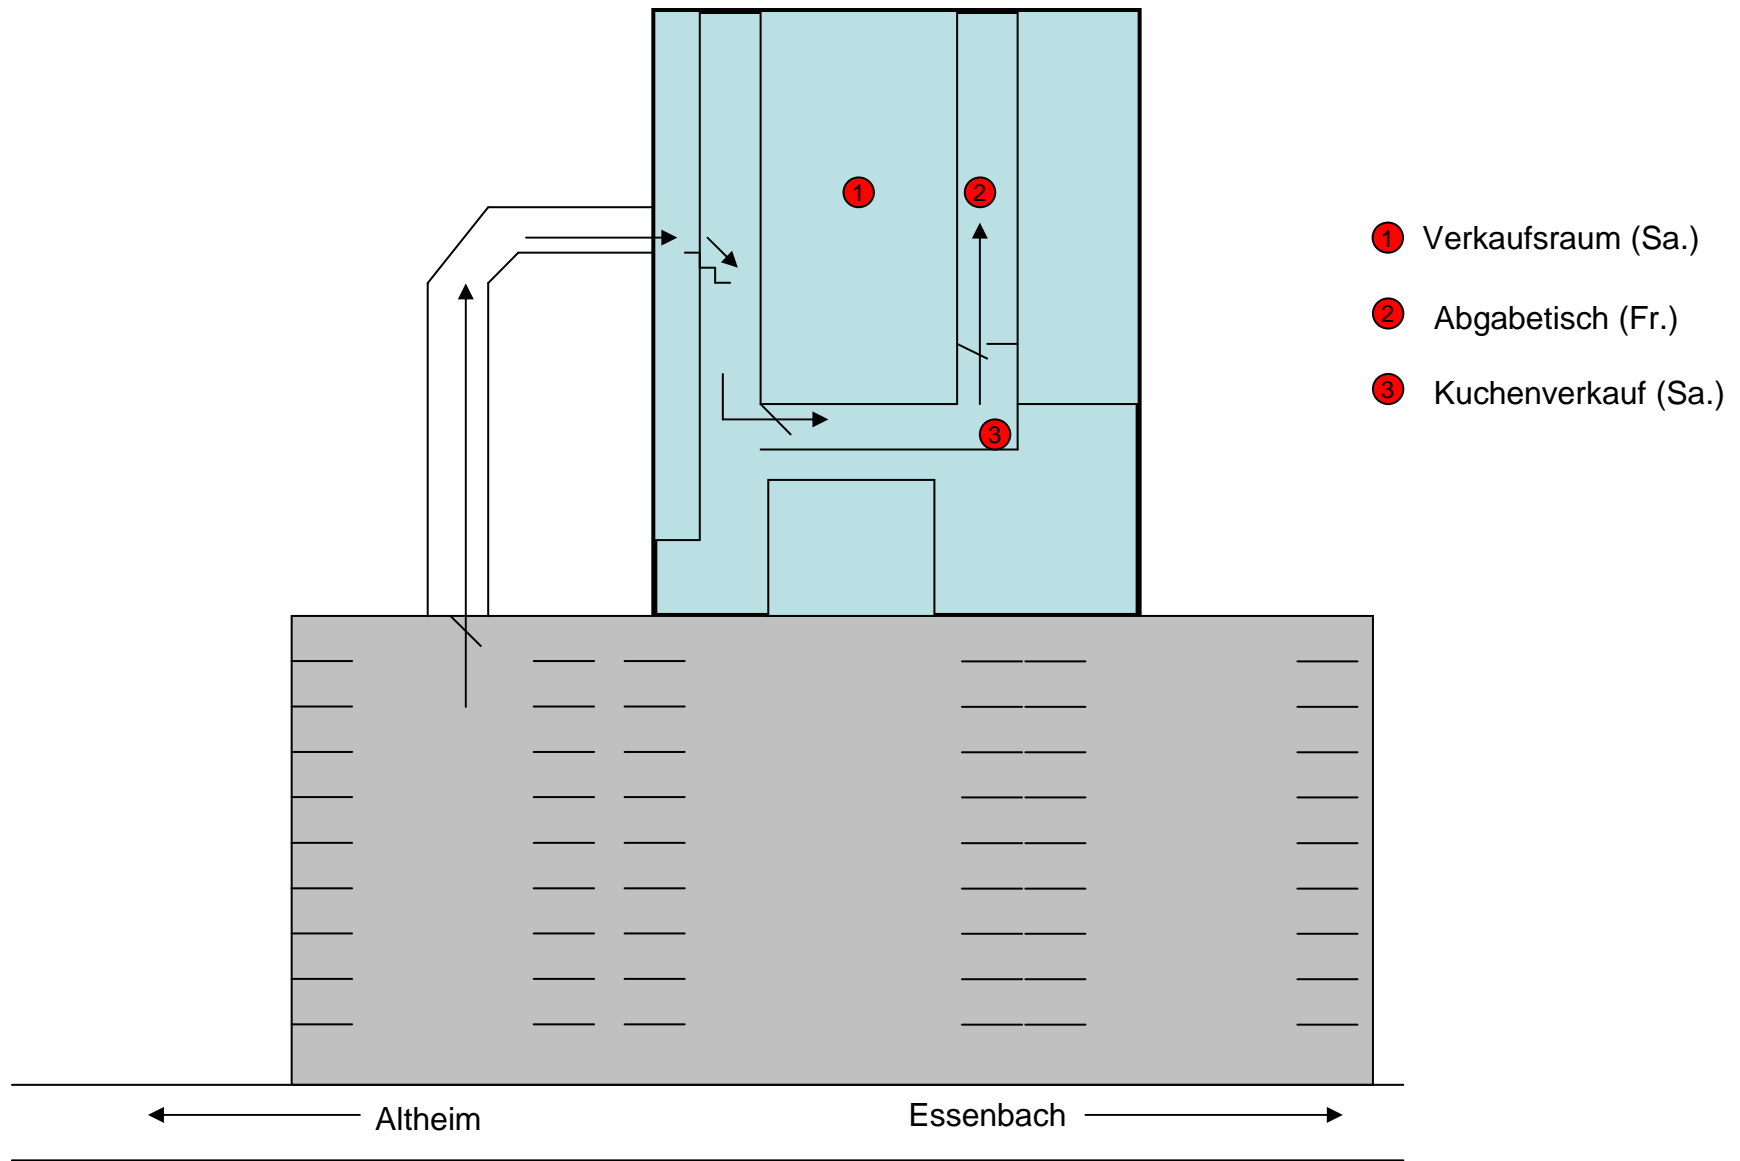 1 2
1 Verkaufsraum (Sa.)
2 Abgabetisch (Fr.)
3 Kuchenverkauf (Sa.)
3
Altheim Essenbach